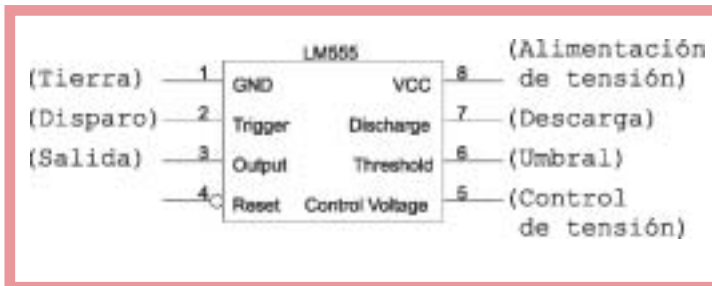 LM555
(Tierra) 1 GND
VCC 8 (Alimentación
de tensión)
(Disparo) 2 Trigger
Discharge 7 (Descarga)
(Salida) 3 Output
Threshold 6 (Umbral)
4 Reset
Control Voltage 5 (Control
de tensión)